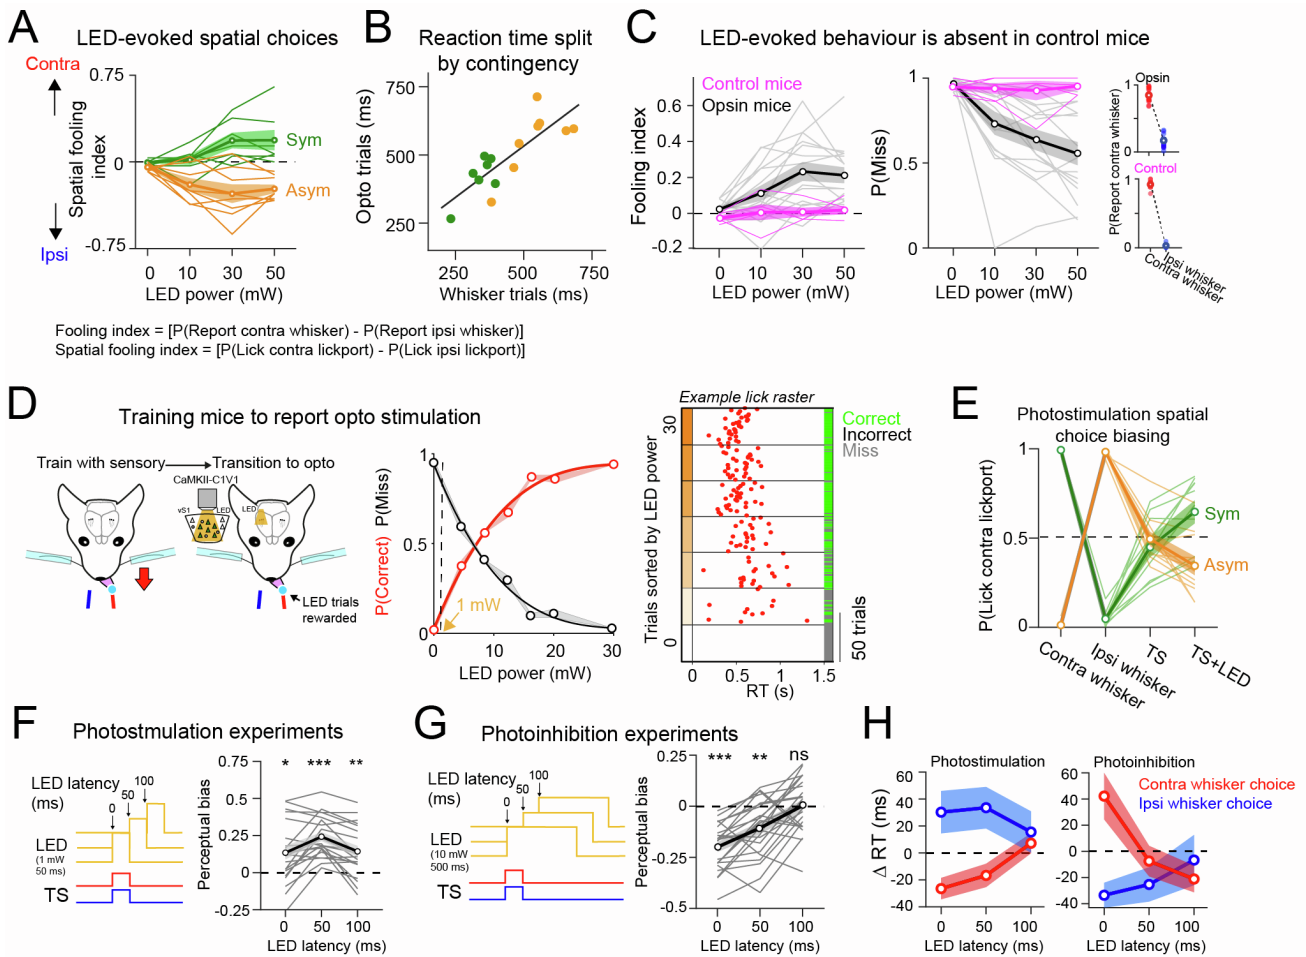 A
LED-evoked spatial choices
Contra
Ipsi
Spatial fooling
index
0.75
0
-0.75
Sym
Asym
0 10 30 50
LED power (mW)
B
Reaction time split
by contingency
Opto trials (ms)
750
500
250
250 500 750
Whisker trials (ms)
C
LED-evoked behaviour is absent in control mice
Control mice
Opsin mice
Fooling index
0.6
0.4
0.2
0
-0.2
0 10 30 50
LED power (mW)
P(Miss)
1
0.5
0
0 10 30 50
LED power (mW)
P(Report contra whisker)
Opsin
1
0
Control
1
0
Ipsi whisker
Contra whisker
Fooling index = [P(Report contra whisker) - P(Report ipsi whisker)]
Spatial fooling index = [P(Lick contra lickport) - P(Lick ipsi lickport)]
D
Training mice to report opto stimulation
Train with sensory
Transition to opto
CaMKII-C1V1
vS1
LED
LED
LED trials
rewarded
P(Correct) P(Miss)
1
0.5
0
1 mW
0 10 20 30
LED power (mW)
Example lick raster
Trials sorted by LED power
30
0
Correct
Incorrect
Miss
50 trials
0 0.5 1 1.5
RT (s)
E
Photostimulation spatial
choice biasing
P(Lick contra lickport)
1
0.5
0
Sym
Asym
Contra whisker
Ipsi whisker
TS
TS+LED
F
Photostmulation experiments
LED latency
(ms)
0
50
100
LED
(1 mW
50 ms)
TS
Perceptual bias
0.75
0.5
0.25
0
-0.25
* *** **
0 50 100
LED latency (ms)
G
Photoinhibition experiments
LED latency
(ms)
0
50
100
LED
(10 mW
500 ms)
TS
Perceptual bias
0.25
0
-0.25
-0.5
*** ** ns
0 50 100
LED latency (ms)
H
Photostimulation
Δ RT (ms)
60
40
20
0
-20
-40
0 50 100
LED latency (ms)
Photoinhibition
Contra whisker choice
Ipsi whisker choice
60
40
20
0
-20
-40
0 50 100
LED latency (ms)